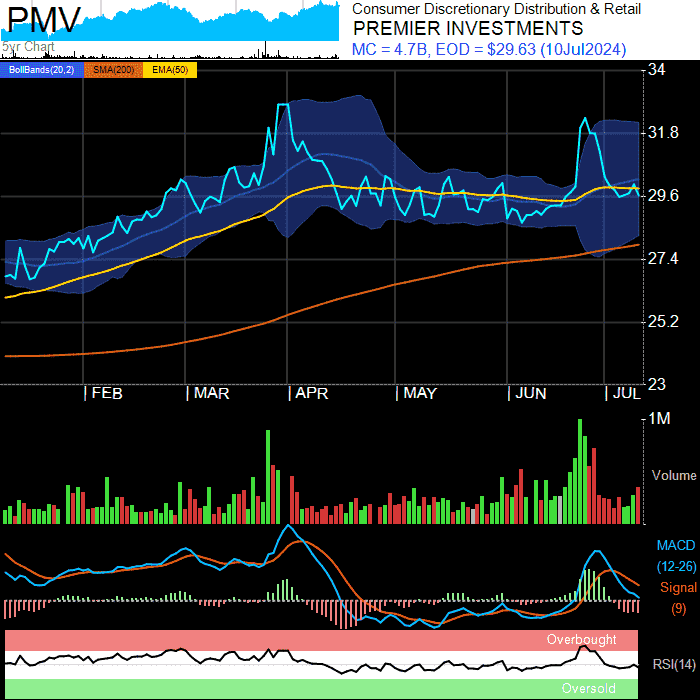 PMV
5yr Chart
Consumer Discretionary Distribution & Retail
PREMIER INVESTMENTS
MC = 4.7B, EOD = $29.63 (10Jul2024)
BollBands(20,2) SMA(200) EMA(50)
34
31.8
29.6
27.4
25.2
23
FEB MAR APR MAY JUN JUL
1M
Volume
MACD
(12-26)
Signal
(9)
Overbought
RSI(14)
Oversold